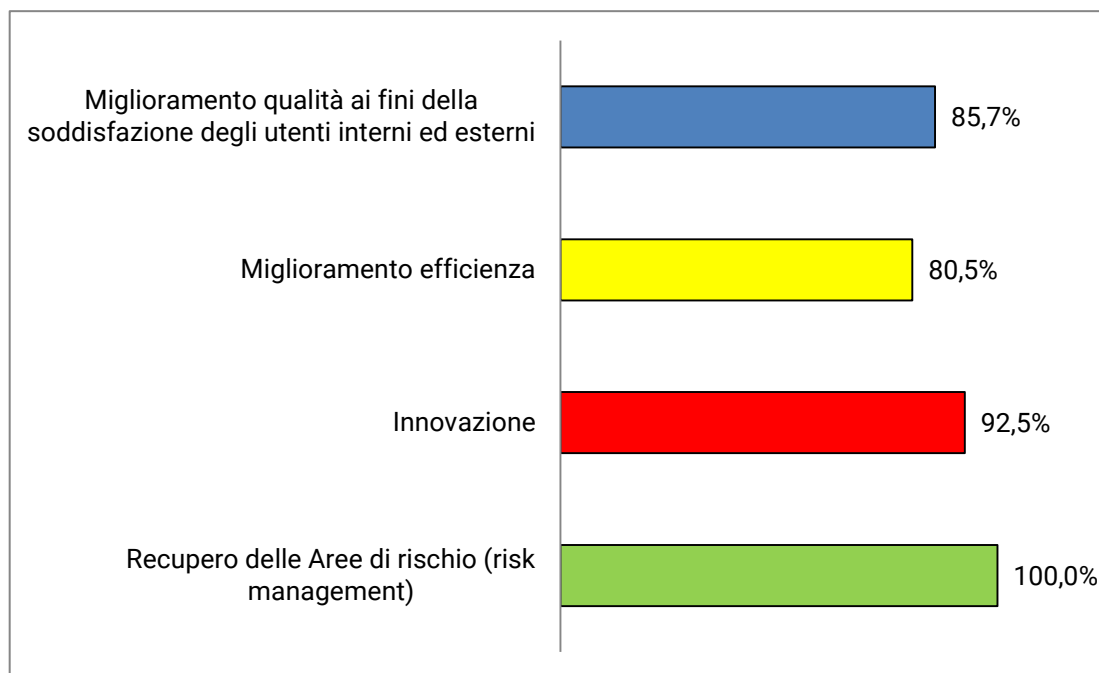 Miglioramento qualità ai fini della
soddisfazione degli utenti interni ed esterni
85,7%
Miglioramento efficienza
80,5%
Innovazione
92,5%
Recupero delle Aree di rischio (risk
management)
100,0%